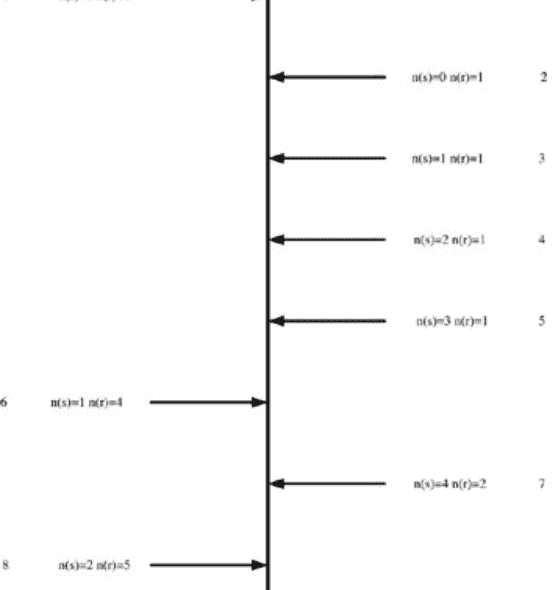 n(s)=0 n(r)=1 2
n(s)=1 n(r)=1 3
n(s)=2 n(r)=1 4
n(s)=3 n(r)=1 5
6 n(s)=1 n(r)=4
n(s)=4 n(r)=2 7
8 n(s)=2 n(r)=5